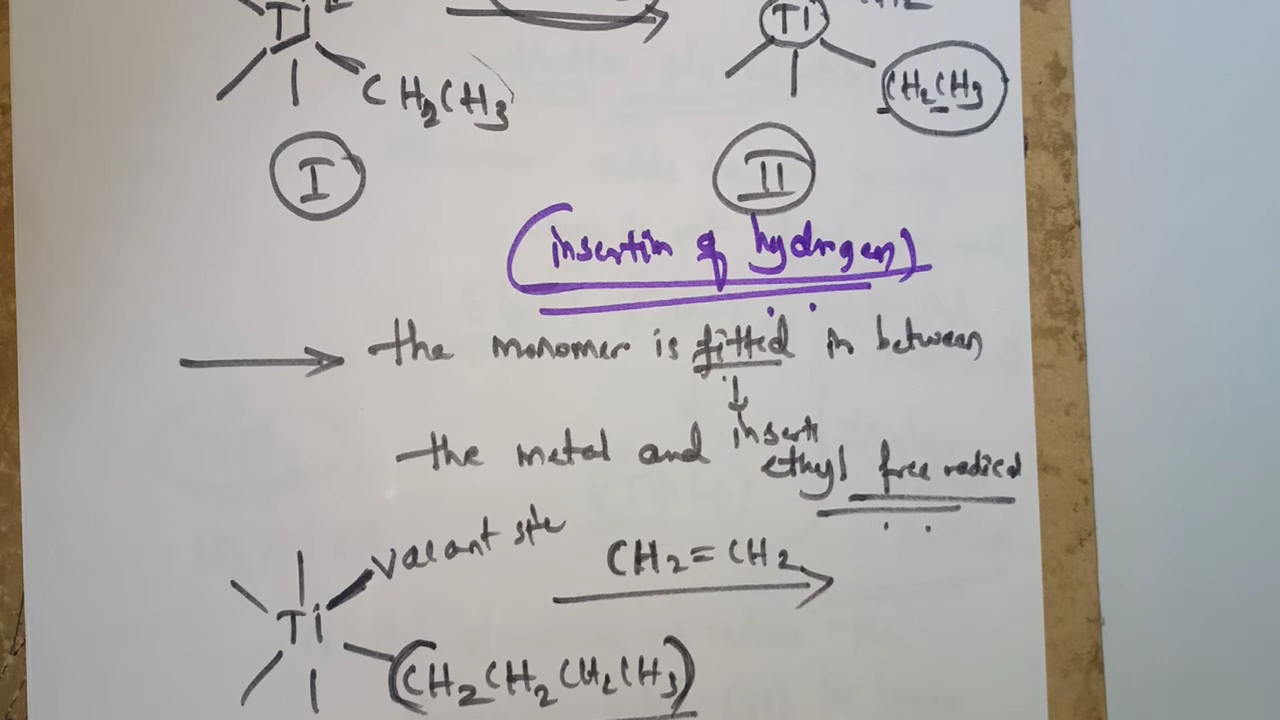 Ti
Ti
CH2CH3
CH2CH3
I
II
(insertin of hydrogen)
the monomer is fitted in between
insert
the metal and ethyl free radical
vacant site
CH2=CH2
Ti
(CH2CH2CH2CH3)